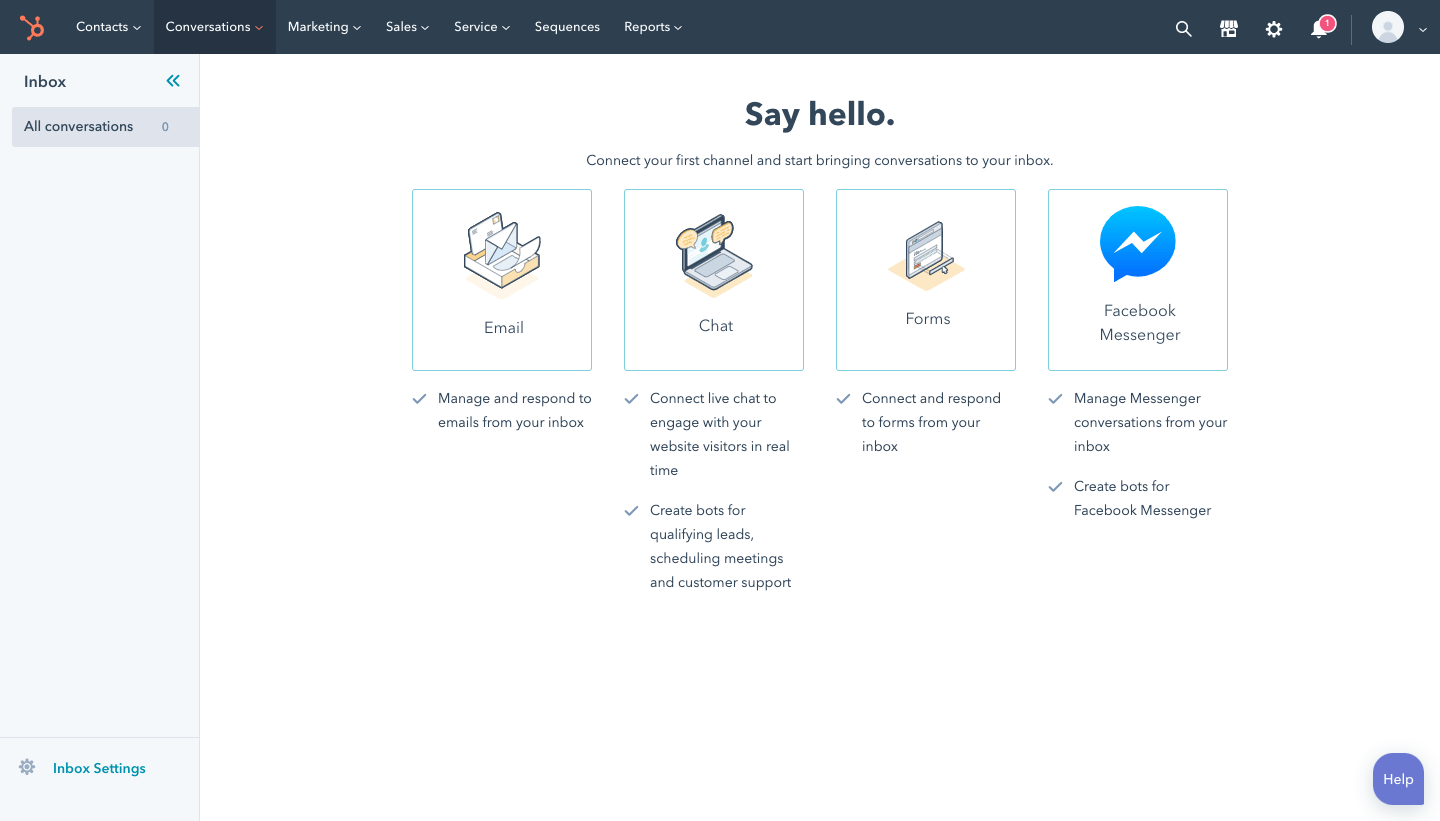 Contacts
Conversations
Marketing
Sales
Service
Sequences
Reports
1
Inbox
All conversations 0
Say hello.
Connect your first channel and start bringing conversations to your inbox.
Email
Chat
Forms
Facebook
Messenger
Manage and respond to
emails from your inbox
Connect live chat to
engage with your
website visitors in real
time
Create bots for
qualifying leads,
scheduling meetings
and customer support
Connect and respond
to forms from your
inbox
Manage Messenger
conversations from your
inbox
Create bots for
Facebook Messenger
Inbox Settings
Help